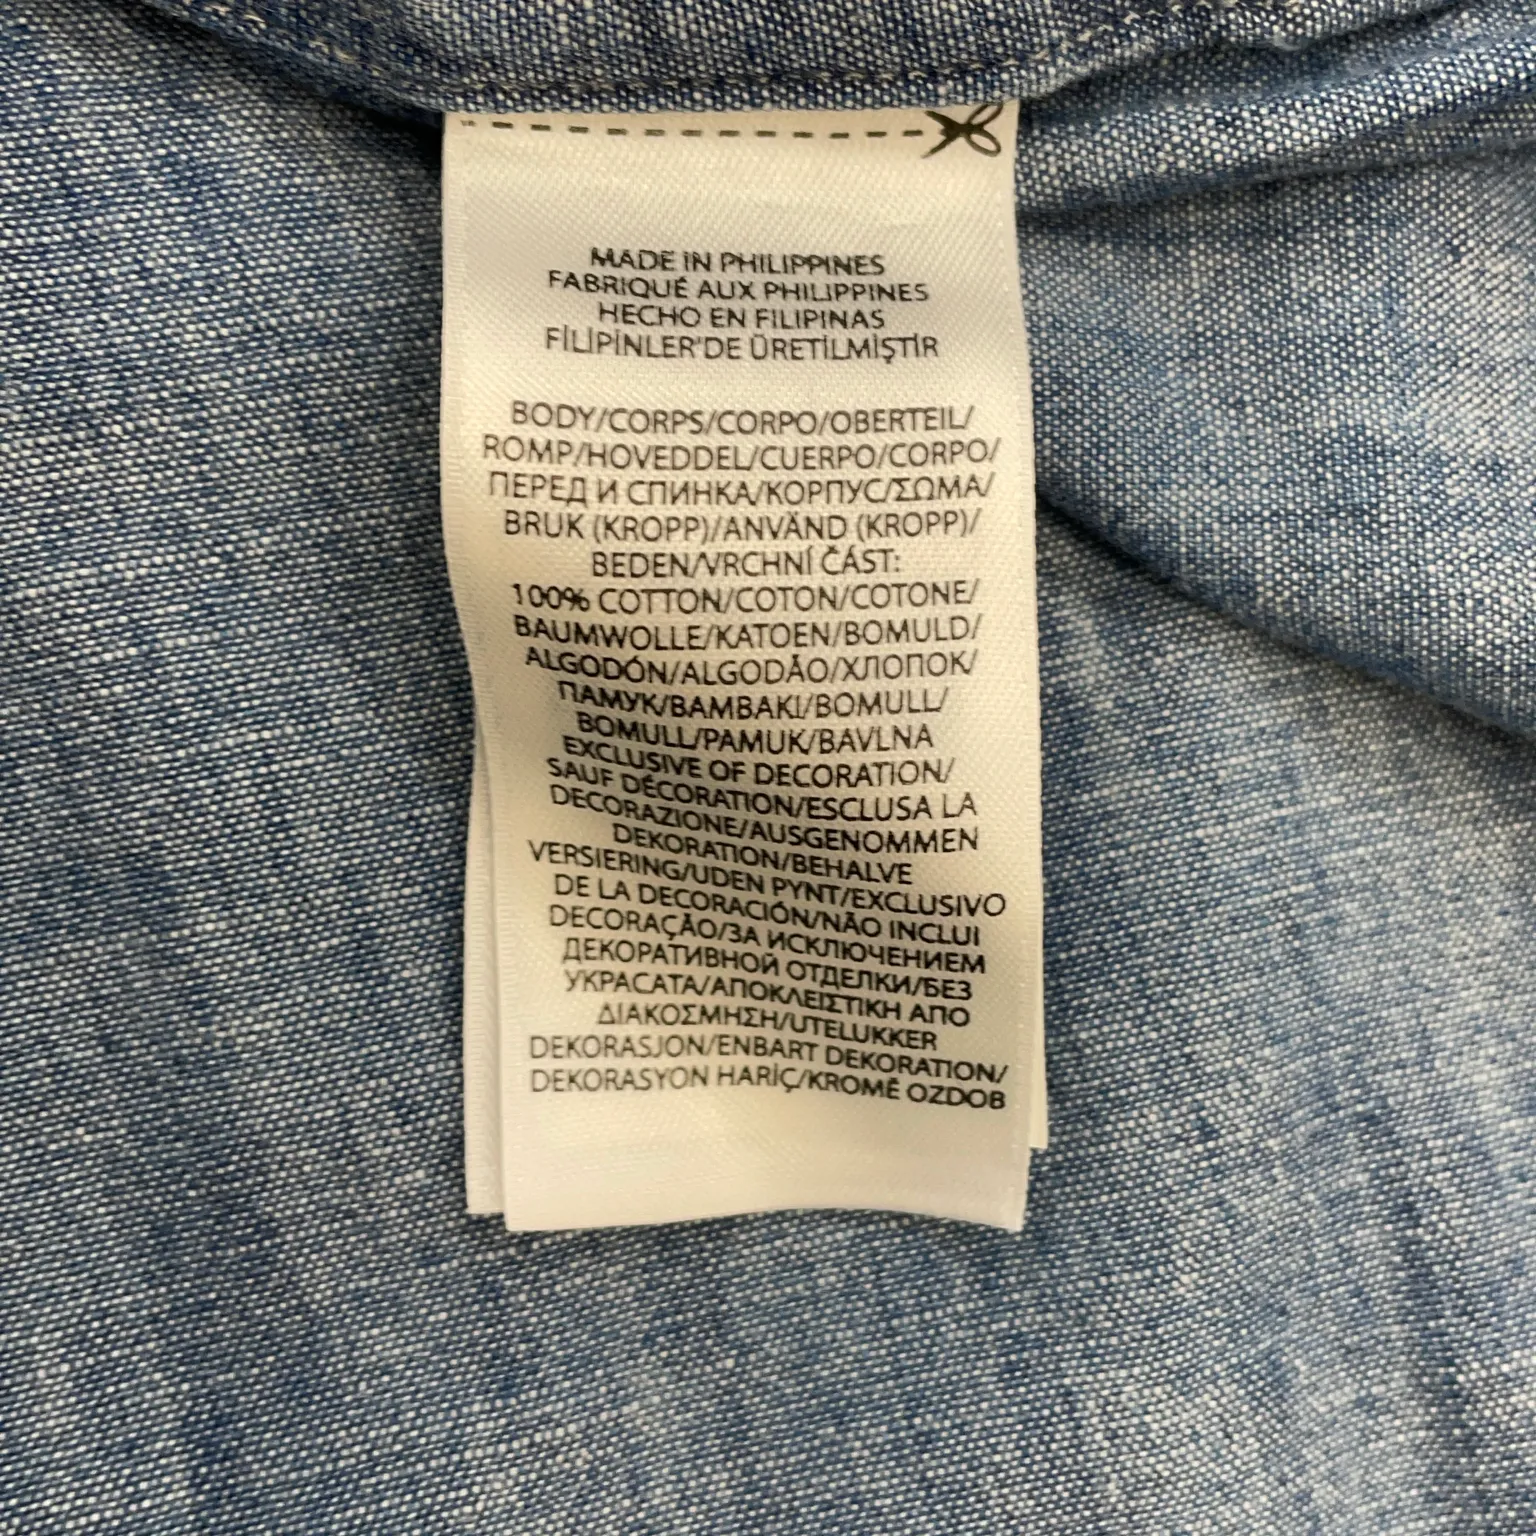 MADE IN PHILIPPINES
FABRIQUÉ AUX PHILIPPINES
HECHO EN FILIPINAS
FİLİPİNLER'DE ÜRETİLMİŞTİR
BODY/CORPS/CORPO/OBERTEIL/
ROMP/HOVEDDEL/CUERPO/CORPO/
ПЕРЕД И СПИНКА/КОРПУС/ΣΩΜΑ/
BRUK (KROPP)/ANVÄND (KROPP)/
BEDEN/VRCHNÍ ČÁST:
100% COTTON/COTON/COTONE/
BAUMWOLLE/KATOEN/BOMULD/
ALGODÓN/ALGODÃO/ХЛОПОК/
ПАМУК/ΒΑΜΒΑΚΙ/BOMULL/
BOMULL/PAMUK/BAVLNA
EXCLUSIVE OF DECORATION/
SAUF DÉCORATION/ESCLUSA LA
DECORAZIONE/AUSGENOMMEN
DEKORATION/BEHALVE
VERSIERING/UDEN PYNT/EXCLUSIVO
DE LA DECORACIÓN/NÃO INCLUI
DECORAÇÃO/ЗА ИСКЛЮЧЕНИЕМ
ДЕКОРАТИВНОЙ ОТДЕЛКИ/БЕЗ
УКРАСАТА/ΑΠΟΚΛΕΙΣΤΙΚΗ ΑΠΟ
ΔΙΑΚΟΣΜΗΣΗ/UTELUKKER
DEKORASJON/ENBART DEKORATION/
DEKORASYON HARİÇ/KROMĚ OZDOB